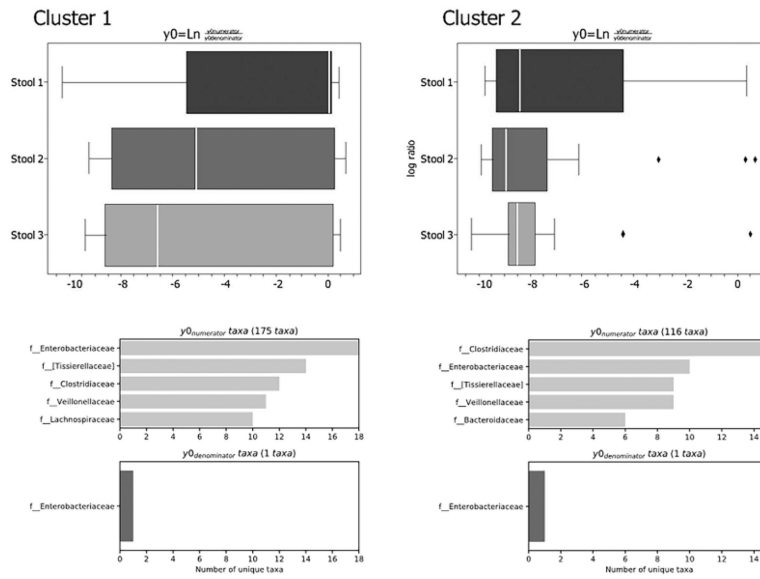 Cluster 1
y0=Ln y0numerator/y0denominator
Stool 1
Stool 2
Stool 3
-10 -8 -6 -4 -2 0
y0numerator taxa (175 taxa)
f__Enterobacteriaceae
f__[Tissierellaceae]
f__Clostridiaceae
f__Veillonellaceae
f__Lachnospiraceae
0 2 4 6 8 10 12 14 16 18
y0denominator taxa (1 taxa)
f__Enterobacteriaceae
0 2 4 6 8 10 12 14 16 18
Number of unique taxa
Cluster 2
y0=Ln y0numerator/y0denominator
log ratio
Stool 1
Stool 2
Stool 3
-10 -8 -6 -4 -2 0
y0numerator taxa (116 taxa)
f__Clostridiaceae
f__Enterobacteriaceae
f__[Tissierellaceae]
f__Veillonellaceae
f__Bacteroidaceae
0 2 4 6 8 10 12 14
y0denominator taxa (1 taxa)
f__Enterobacteriaceae
0 2 4 6 8 10 12 14
Number of unique taxa